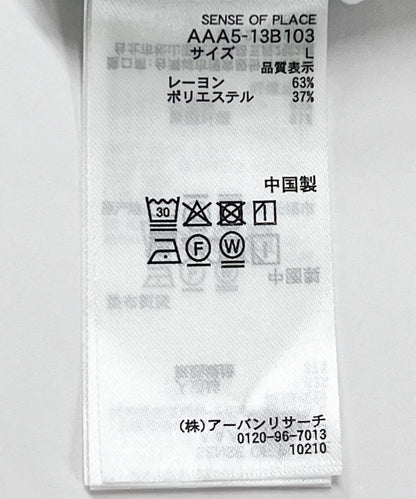 SENSE OF PLACE
AAA5-13B103
サイズ L
品質表示
レーヨン 63%
ポリエステル 37%
中国製
30
F W
(株)アーバンリサーチ
0120-96-7013
10210